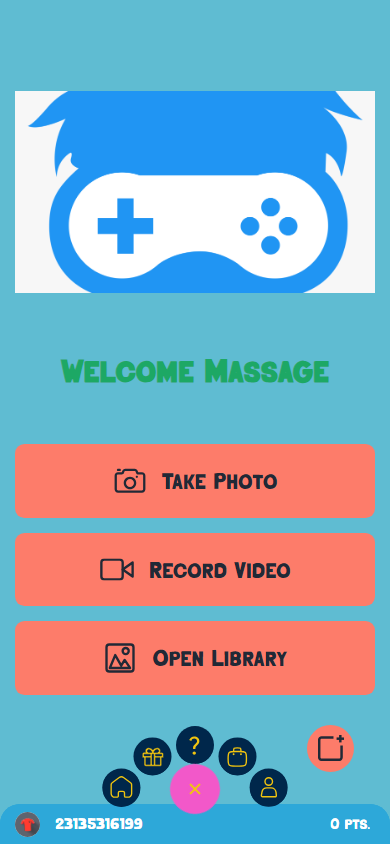 Welcome Massage
Take Photo
Record Video
Open Library
?
23135316199
0 PTS.